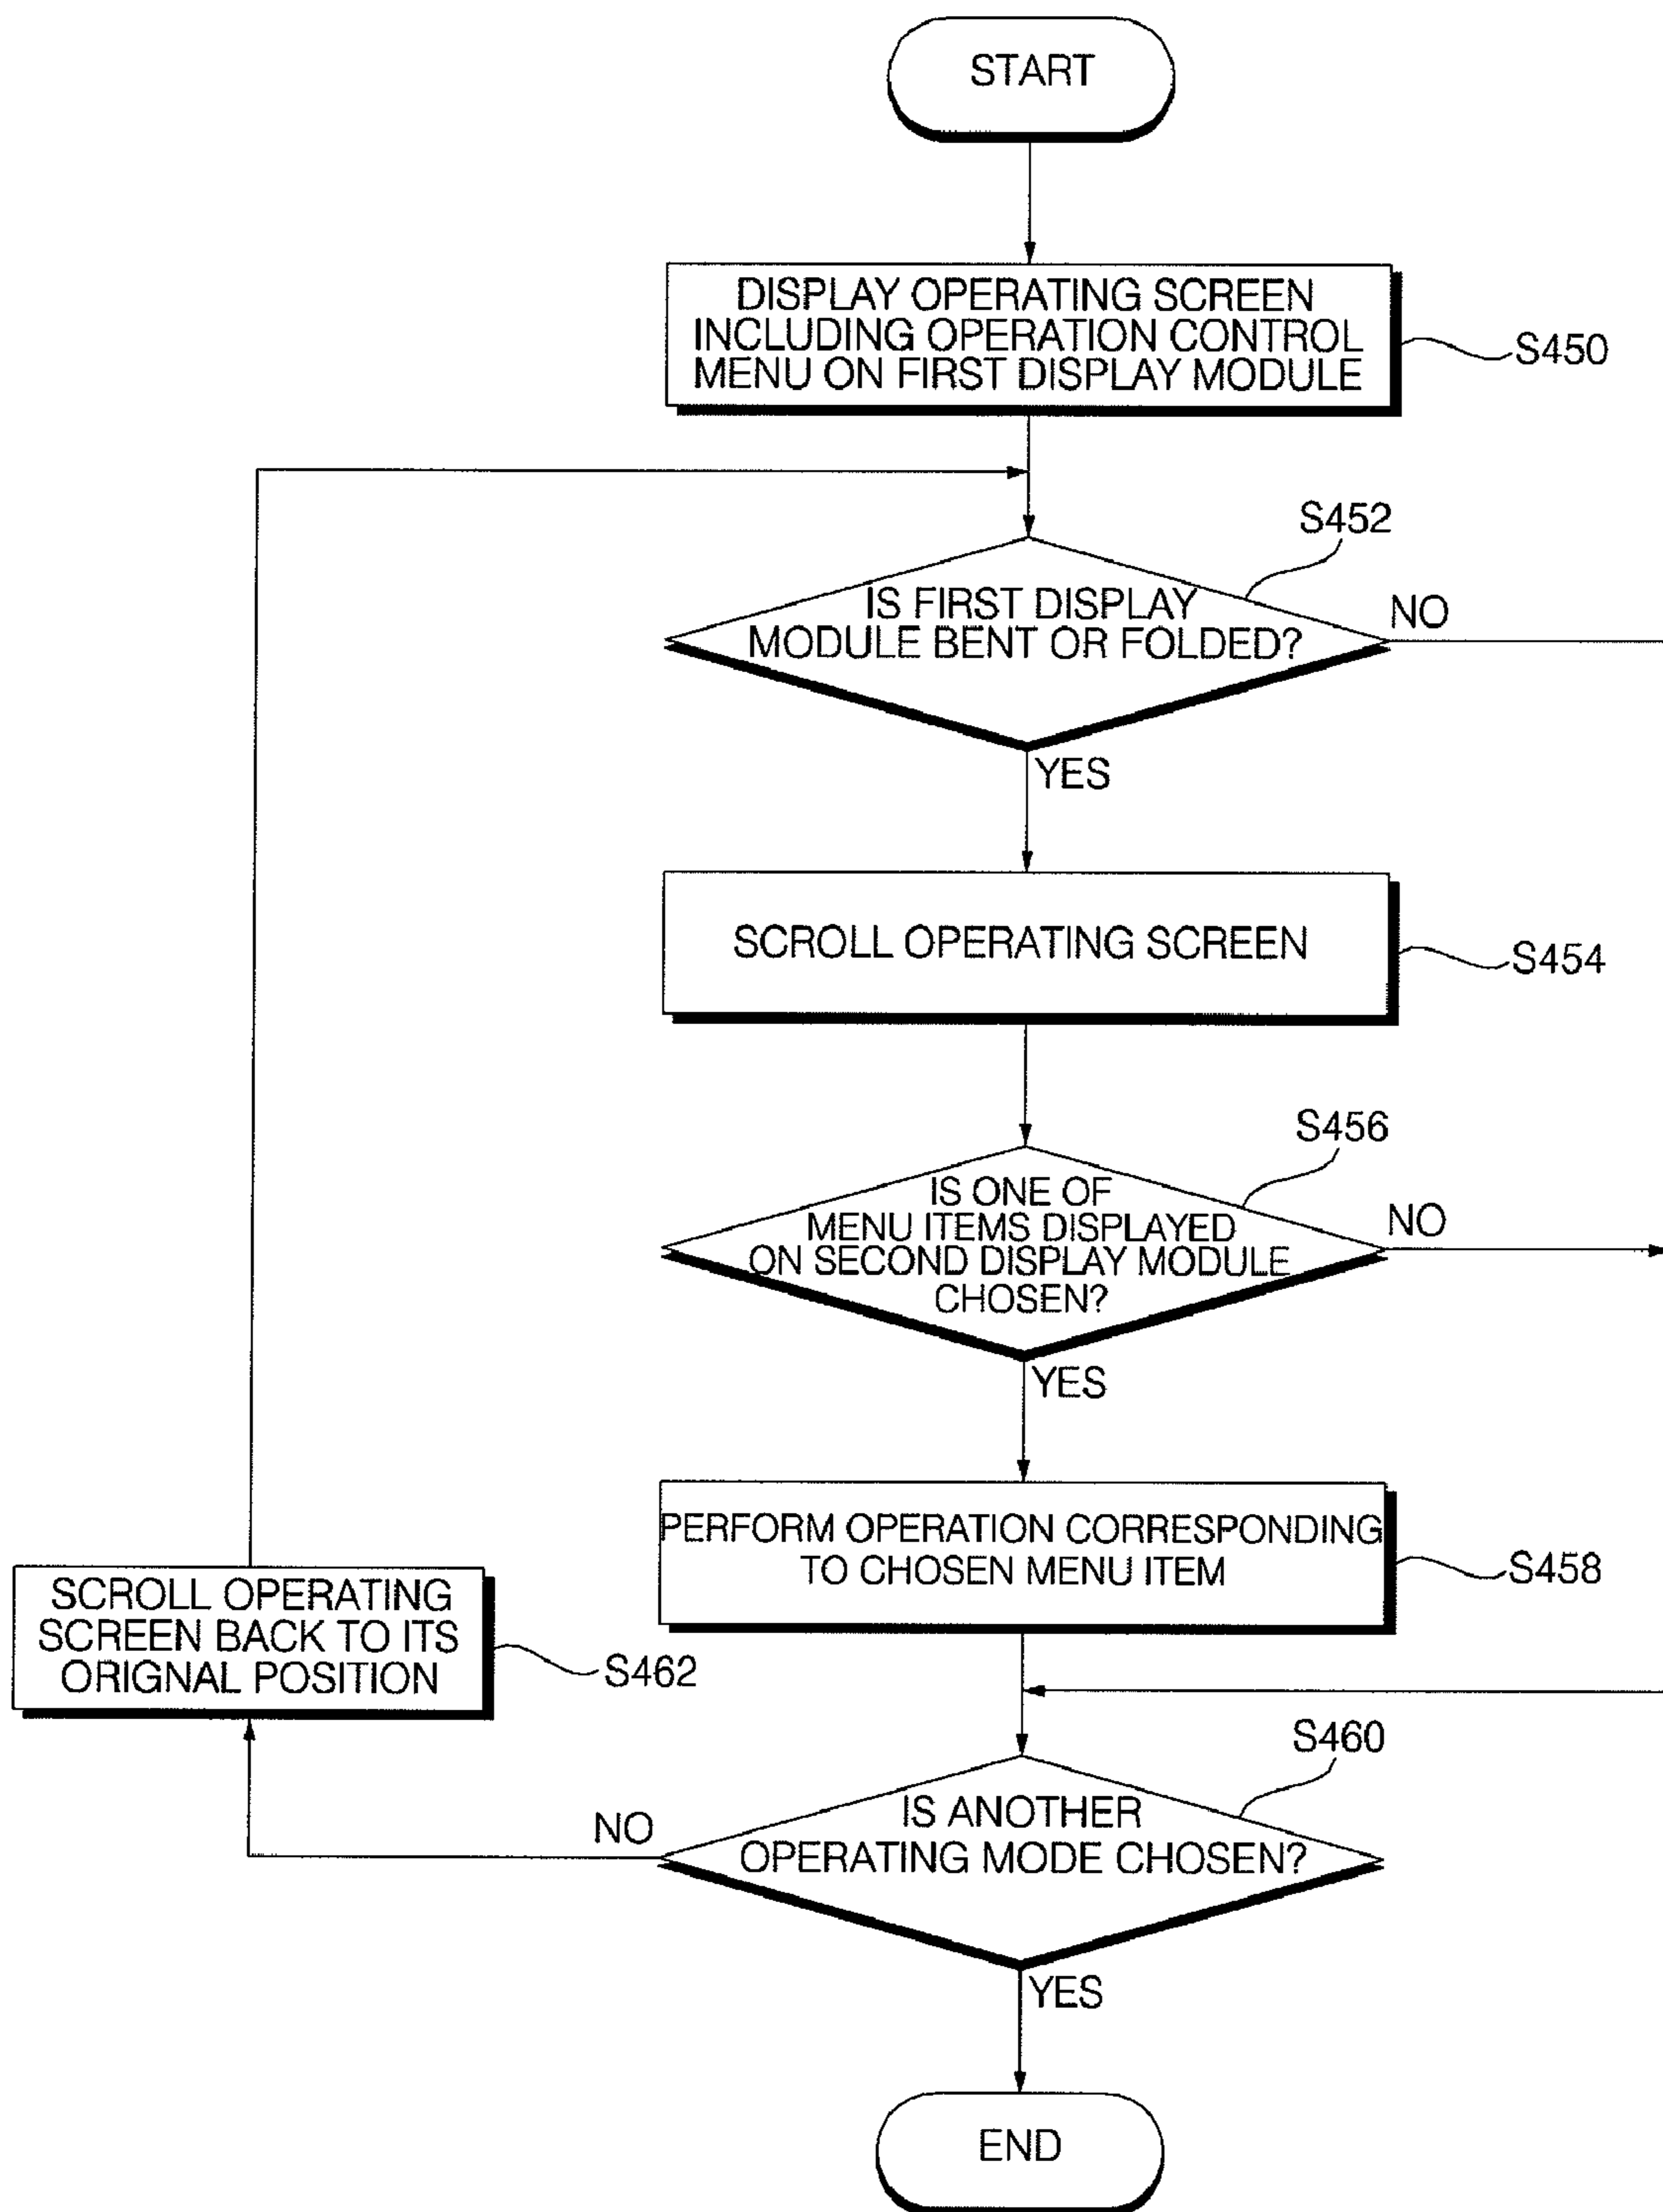 START
DISPLAY OPERATING SCREEN
INCLUDING OPERATION CONTROL
MENU ON FIRST DISPLAY MODULE
S450
S452
IS FIRST DISPLAY
MODULE BENT OR FOLDED?
NO
YES
SCROLL OPERATING SCREEN
S454
S456
IS ONE OF
MENU ITEMS DISPLAYED
ON SECOND DISPLAY MODULE
CHOSEN?
NO
YES
PERFORM OPERATION CORRESPONDING
TO CHOSEN MENU ITEM
S458
SCROLL OPERATING
SCREEN BACK TO ITS
ORIGNAL POSITION
S462
S460
IS ANOTHER
OPERATING MODE CHOSEN?
NO
YES
END